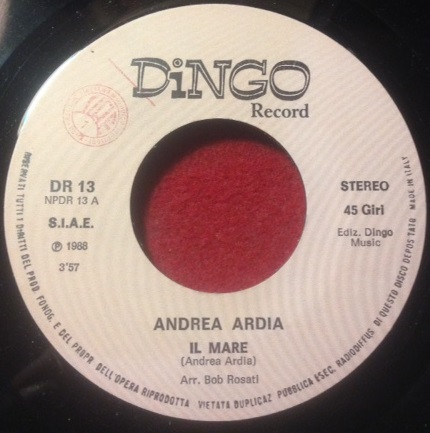 DiNGO
Record
DR 13
NPDR 13 A
S.I.A.E.
℗ 1988
3'57
STEREO
45 Giri
Ediz. Dingo
Music
ANDREA ARDIA
IL MARE
(Andrea Ardia)
Arr. Bob Rosati
RISERVATI TUTTI I DIRITTI DEL PROD. FONOG. E DEL PROPR. DELL'OPERA RIPRODOTTA VIETATA DUPLICAZ. PUBBLICA ESEC. RADIODIFFUS. DI QUESTO DISCO DEPOSTATO MADE IN ITALY